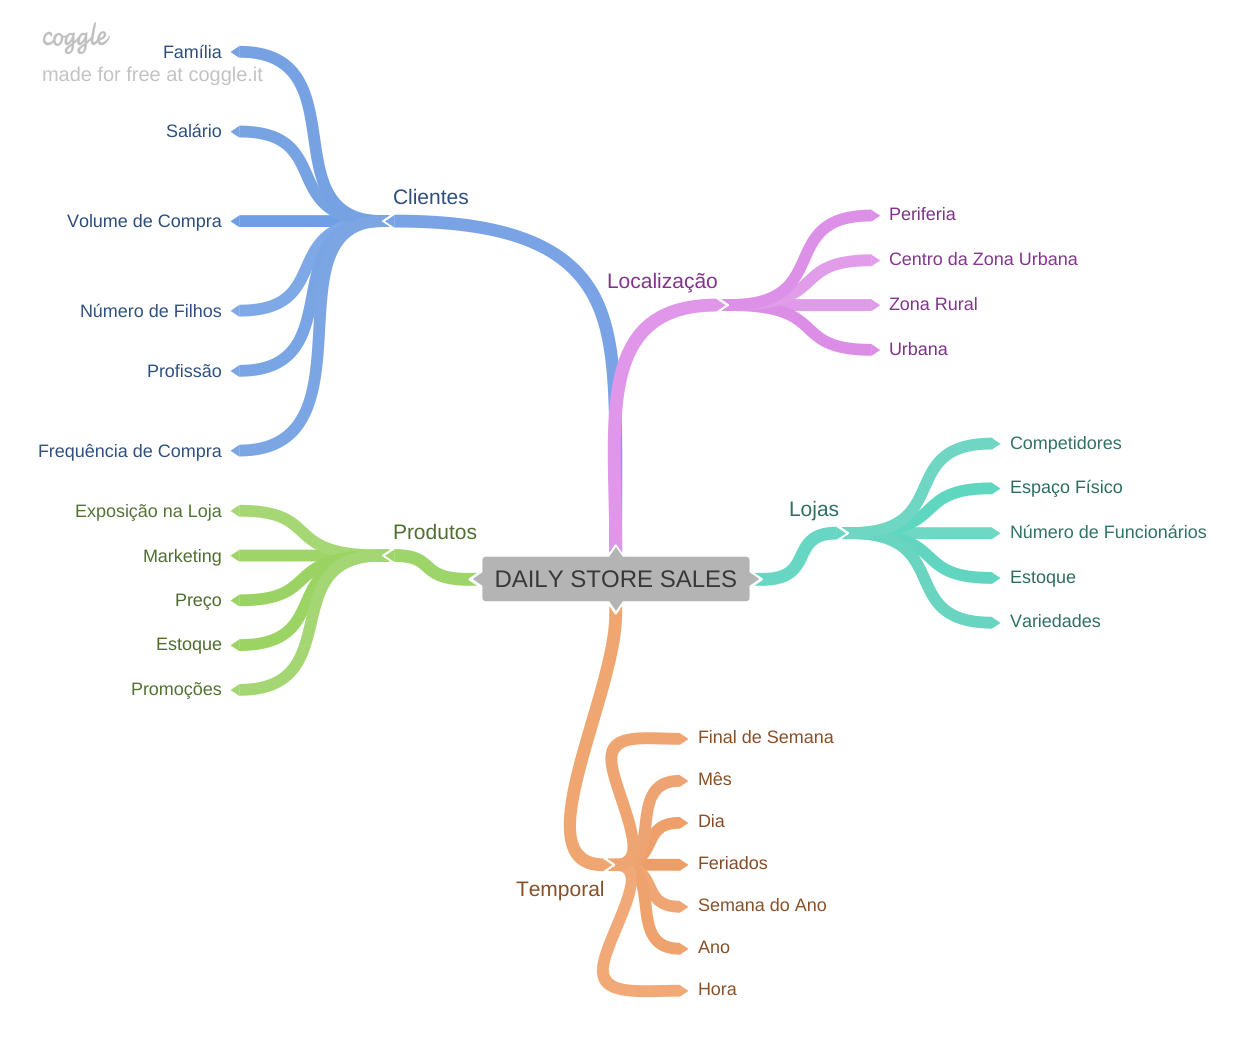 coggle
made for free at coggle.it
Família
Salário
Volume de Compra
Número de Filhos
Profissão
Frequência de Compra
Clientes
Localização
Periferia
Centro da Zona Urbana
Zona Rural
Urbana
Exposição na Loja
Marketing
Preço
Estoque
Promoções
Produtos
DAILY STORE SALES
Lojas
Competidores
Espaço Físico
Número de Funcionários
Estoque
Variedades
Temporal
Final de Semana
Mês
Dia
Feriados
Semana do Ano
Ano
Hora